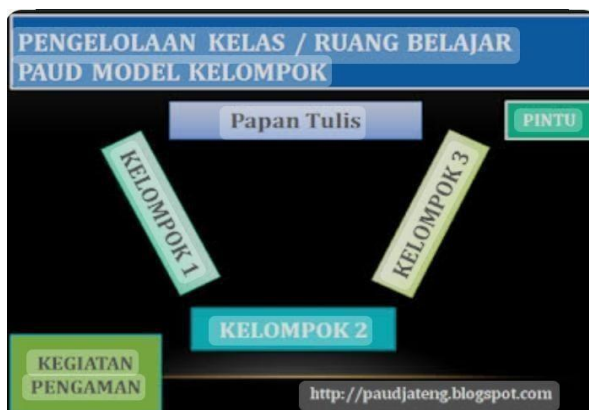 PENGELOLAAN KELAS / RUANG BELAJAR
PAUD MODEL KELOMPOK
Papan Tulis
PINTU
KELOMPOK 1
KELOMPOK 3
KELOMPOK 2
KEGIATAN
PENGAMAN
http://paudjateng.blogspot.com